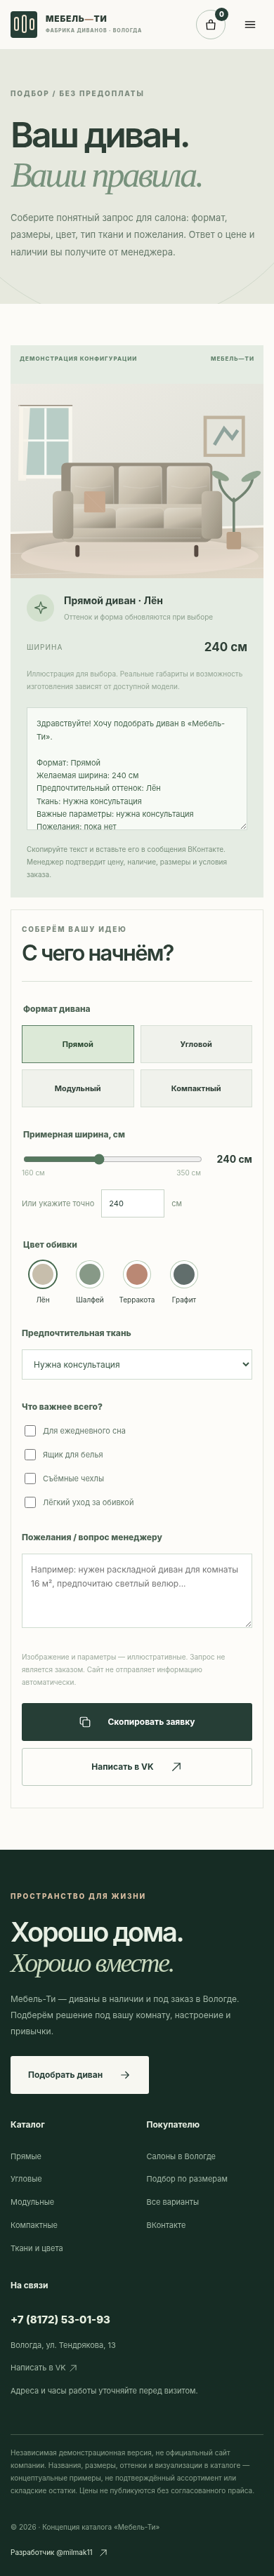 МЕБЕЛЬ—ТИ
ФАБРИКА ДИВАНОВ · ВОЛОГДА
0
ПОДБОР / БЕЗ ПРЕДОПЛАТЫ
Ваш диван.
Ваши правила.
Соберите понятный запрос для салона: формат,
размеры, цвет, тип ткани и пожелания. Ответ о цене и
наличии вы получите от менеджера.
ДЕМОНСТРАЦИЯ КОНФИГУРАЦИИ
МЕБЕЛЬ—ТИ
Прямой диван · Лён
Оттенок и форма обновляются при выборе
ШИРИНА
240 см
Иллюстрация для выбора. Реальные габариты и возможность
изготовления зависят от доступной модели.
Здравствуйте! Хочу подобрать диван в «Мебель-
Ти».
Формат: Прямой
Желаемая ширина: 240 см
Предпочтительный оттенок: Лён
Ткань: Нужна консультация
Важные параметры: нужна консультация
Пожелания: пока нет
Скопируйте текст и вставьте его в сообщения ВКонтакте.
Менеджер подтвердит цену, наличие, размеры и условия
заказа.
СОБЕРЁМ ВАШУ ИДЕЮ
С чего начнём?
Формат дивана
Прямой
Угловой
Модульный
Компактный
Примерная ширина, см
240 см
160 см
350 см
Или укажите точно
240
см
Цвет обивки
Лён
Шалфей
Терракота
Графит
Предпочтительная ткань
Нужна консультация
Что важнее всего?
Для ежедневного сна
Ящик для белья
Съёмные чехлы
Лёгкий уход за обивкой
Пожелания / вопрос менеджеру
Например: нужен раскладной диван для комнаты
16 м², предпочитаю светлый велюр...
Изображение и параметры — иллюстративные. Запрос не
является заказом. Сайт не отправляет информацию
автоматически.
Скопировать заявку
Написать в VK
ПРОСТРАНСТВО ДЛЯ ЖИЗНИ
Хорошо дома.
Хорошо вместе.
Мебель-Ти — диваны в наличии и под заказ в Вологде.
Подберём решение под вашу комнату, настроение и
привычки.
Подобрать диван
Каталог
Прямые
Угловые
Модульные
Компактные
Ткани и цвета
Покупателю
Салоны в Вологде
Подбор по размерам
Все варианты
ВКонтакте
На связи
+7 (8172) 53-01-93
Вологда, ул. Тендрякова, 13
Написать в VK
Адреса и часы работы уточняйте перед визитом.
Независимая демонстрационная версия, не официальный сайт
компании. Названия, размеры, оттенки и визуализации в каталоге —
концептуальные примеры, не подтверждённый ассортимент или
складские остатки. Цены не публикуются без согласованного прайса.
© 2026 · Концепция каталога «Мебель-Ти»
Разработчик @milmak11